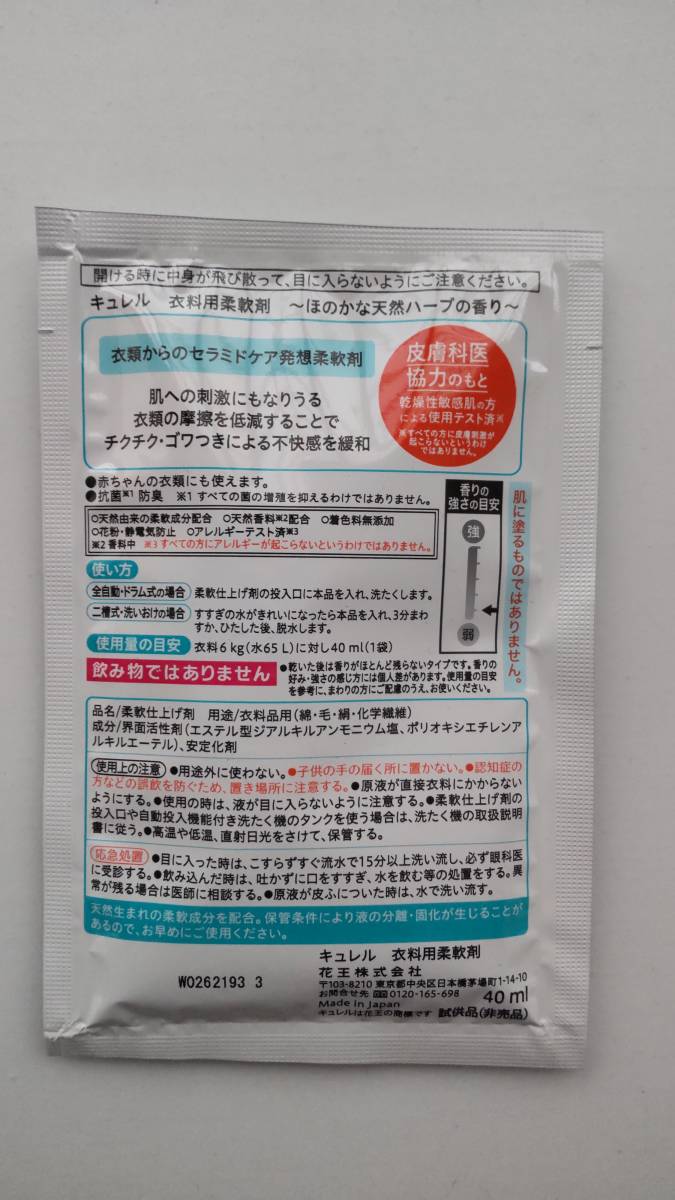 開ける時に中身が飛び散って、目に入らないようにご注意ください。
キュレル 衣料用柔軟剤 〜ほのかな天然ハーブの香り〜
衣類からのセラミドケア発想柔軟剤
肌への刺激にもなりうる
衣類の摩擦を低減することで
チクチク・ゴワつきによる不快感を緩和
皮膚科医
協力のもと
乾燥性敏感肌の方
による使用テスト済※
※すべての方に皮膚刺激が
起こらないというわけ
ではありません。
●赤ちゃんの衣類にも使えます。
●抗菌※1 防臭 ※1 すべての菌の増殖を抑えるわけではありません。
○天然由来の柔軟成分配合 ○天然香料※2配合 ○着色料無添加
○花粉・静電気防止 ○アレルギーテスト済※3
※2 香料中 ※3 すべての方にアレルギーが起こらないというわけではありません。
香りの
強さの目安
強
弱
肌に塗るものではありません。
使い方
全自動・ドラム式の場合 柔軟仕上げ剤の投入口に本品を入れ、洗たくします。
二槽式・洗いおけの場合 すすぎの水がきれいになったら本品を入れ、3分まわ
すか、ひたした後、脱水します。
使用量の目安 衣料6 kg(水65 L)に対し40 ml(1袋)
飲み物ではありません
●乾いた後は香りがほとんど残らないタイプです。香りの
好み・強さの感じ方には個人差があります。使用量の目安
を参考に、まわりの方にご配慮のうえ、お使いください。
品名/柔軟仕上げ剤 用途/衣料品用(綿・毛・絹・化学繊維)
成分/界面活性剤(エステル型ジアルキルアンモニウム塩、ポリオキシエチレンア
ルキルエーテル)、安定化剤
使用上の注意 ●用途外に使わない。●子供の手の届く所に置かない。●認知症の
方などの誤飲を防ぐため、置き場所に注意する。●原液が直接衣料にかからない
ようにする。●使用の時は、液が目に入らないように注意する。●柔軟仕上げ剤の
投入口や自動投入機能付き洗たく機のタンクを使う場合は、洗たく機の取扱説明
書に従う。●高温や低温、直射日光をさけて、保管する。
応急処置 ●目に入った時は、こすらずすぐ流水で15分以上洗い流し、必ず眼科医
に受診する。●飲み込んだ時は、吐かずに口をすすぎ、水を飲む等の処置をする。異
常が残る場合は医師に相談する。●原液が皮ふについた時は、水で洗い流す。
天然生まれの柔軟成分を配合。保管条件により液の分離・固化が生じることが
あるので、お早めにご使用ください。
キュレル 衣料用柔軟剤
花王株式会社
〒103-8210 東京都中央区日本橋茅場町1-14-10
お問合せ先 0120-165-698
Made in Japan
キュレルは花王の商標です
40 ml
試供品(非売品)
W0262193 3